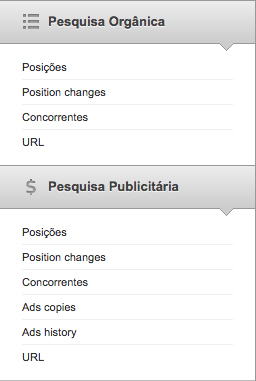 Pesquisa Orgânica
Posições
Position changes
Concorrentes
URL
Pesquisa Publicitária
Posições
Position changes
Concorrentes
Ads copies
Ads history
URL